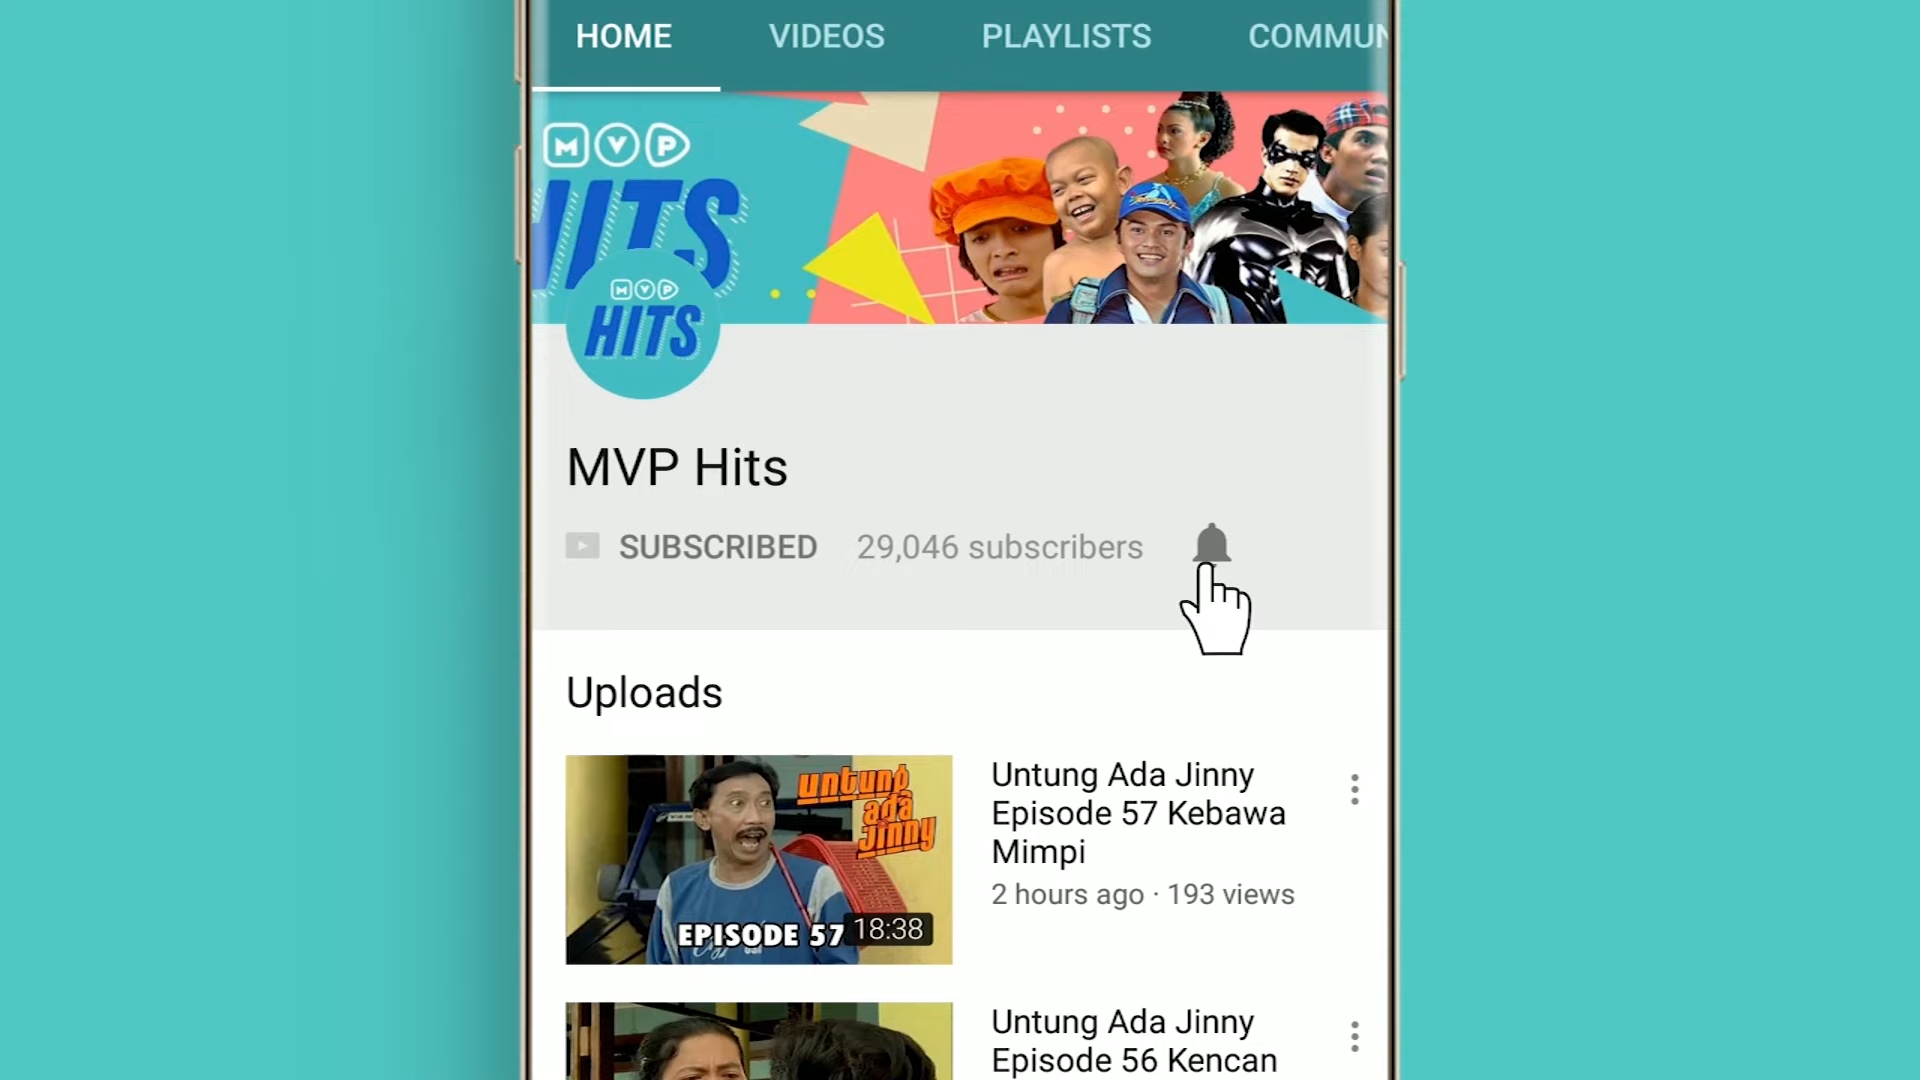 HOME VIDEOS PLAYLISTS COMMUN
MVP
HITS
MVP
HITS
MVP Hits
SUBSCRIBED 29,046 subscribers
Uploads
untung
ada
jinny
EPISODE 57
18:38
Untung Ada Jinny
Episode 57 Kebawa
Mimpi
2 hours ago · 193 views
Untung Ada Jinny
Episode 56 Kencan